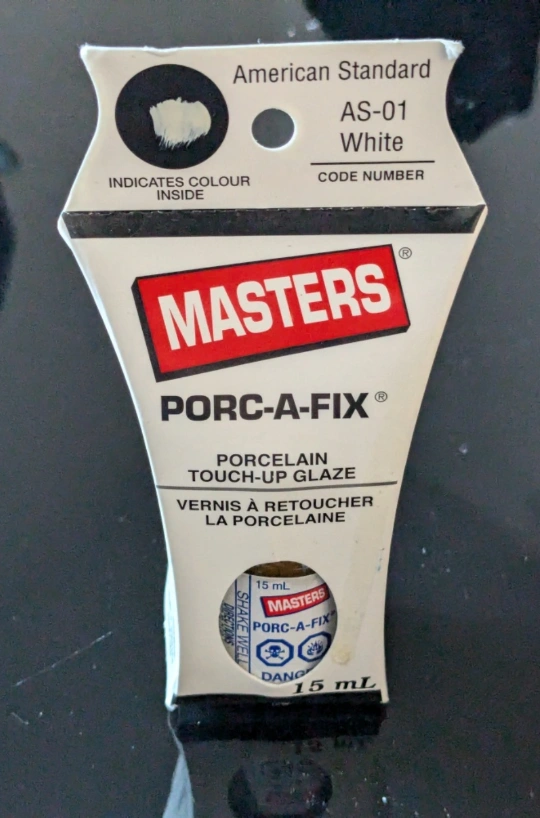 American Standard
AS-01
White
CODE NUMBER
INDICATES COLOUR
INSIDE
MASTERS®
PORC-A-FIX®
PORCELAIN
TOUCH-UP GLAZE
VERNIS À RETOUCHER
LA PORCELAINE
15 mL
MASTERS
PORC-A-FIX
SHAKE WELL
DIRECTIONS
15 mL